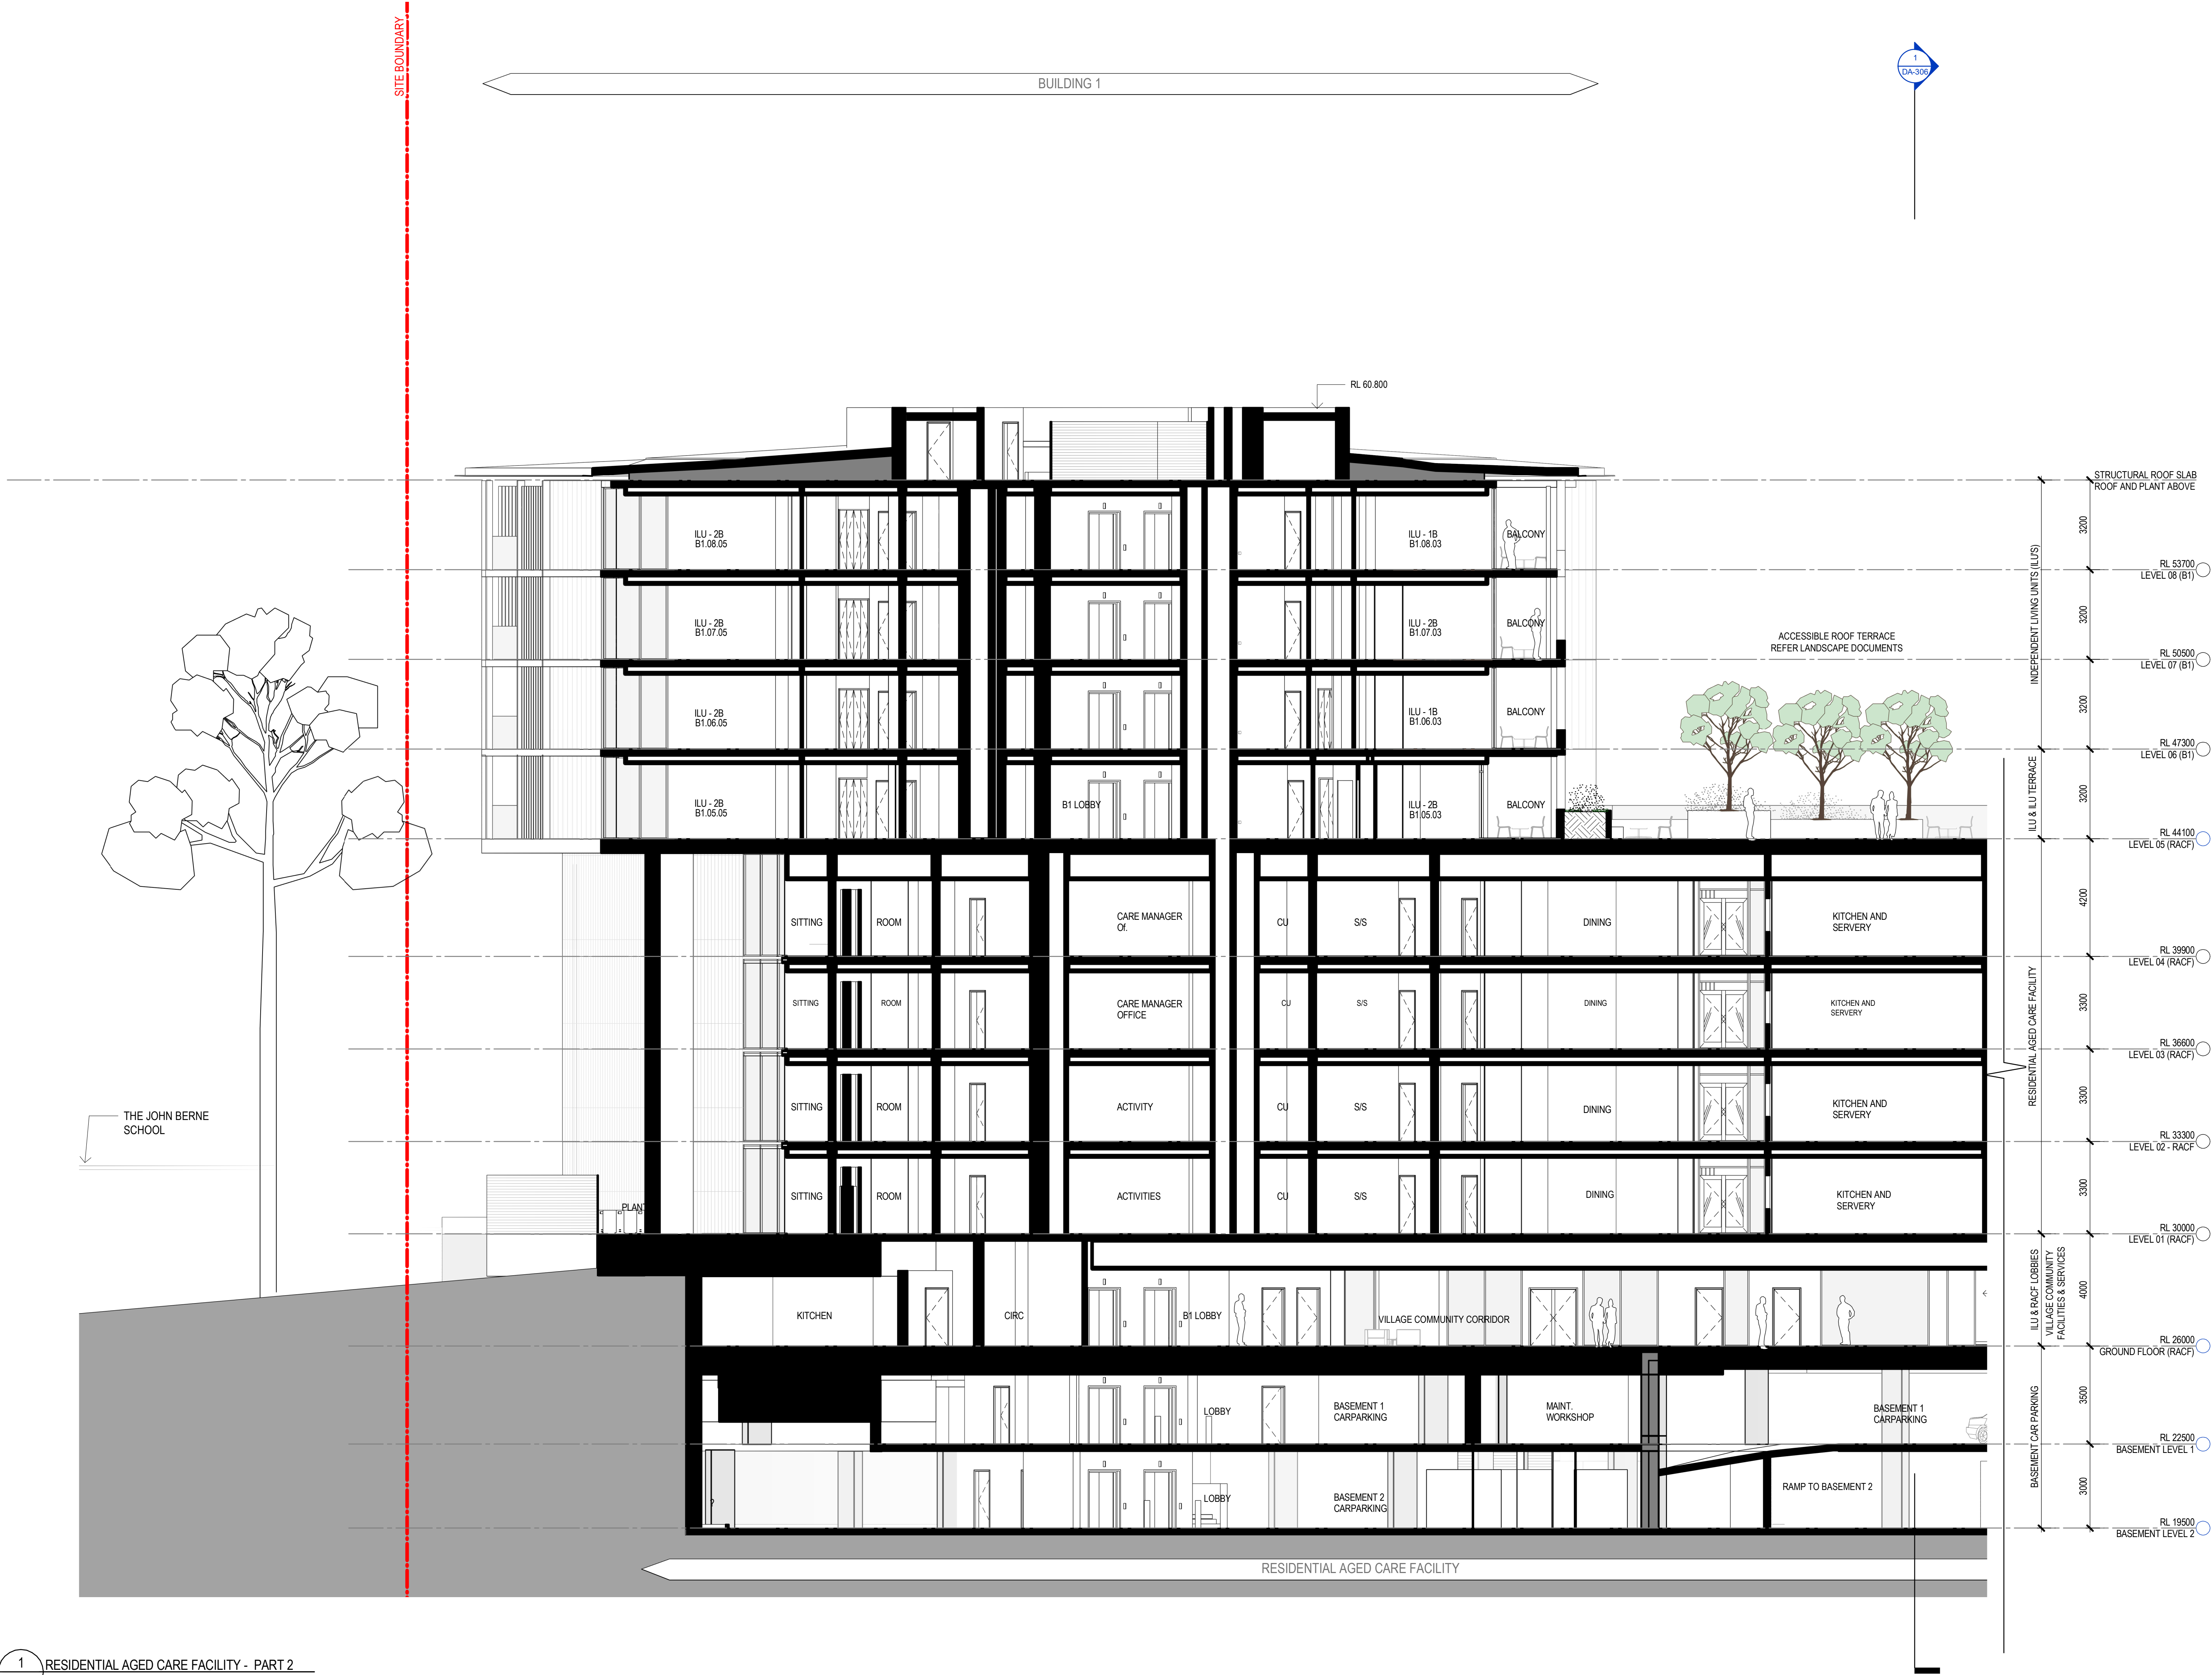 SITE BOUNDARY
BUILDING 1
1
DA-306
RL 60.800
STRUCTURAL ROOF SLAB
ROOF AND PLANT ABOVE
3200
ILU - 2B
B1.08.05
ILU - 1B
B1.08.03
BALCONY
INDEPENDENT LIVING UNITS (ILU'S)
RL 53700
LEVEL 08 (B1)
3200
ILU - 2B
B1.07.05
ILU - 2B
B1.07.03
BALCONY
ACCESSIBLE ROOF TERRACE
REFER LANDSCAPE DOCUMENTS
RL 50500
LEVEL 07 (B1)
3200
ILU - 2B
B1.06.05
ILU - 1B
B1.06.03
BALCONY
RL 47300
LEVEL 06 (B1)
ILU & ILU TERRACE
3200
ILU - 2B
B1.05.05
B1 LOBBY
ILU - 2B
B1.05.03
BALCONY
RL 44100
LEVEL 05 (RACF)
4200
SITTING
ROOM
CARE MANAGER
Of.
CU
S/S
DINING
KITCHEN AND
SERVERY
RL 39900
LEVEL 04 (RACF)
RESIDENTIAL AGED CARE FACILITY
3300
SITTING
ROOM
CARE MANAGER
OFFICE
CU
S/S
DINING
KITCHEN AND
SERVERY
RL 36600
LEVEL 03 (RACF)
3300
THE JOHN BERNE
SCHOOL
SITTING
ROOM
ACTIVITY
CU
S/S
DINING
KITCHEN AND
SERVERY
RL 33300
LEVEL 02 - RACF
3300
PLANT
SITTING
ROOM
ACTIVITIES
CU
S/S
DINING
KITCHEN AND
SERVERY
RL 30000
LEVEL 01 (RACF)
ILU & RACF LOBBIES
VILLAGE COMMUNITY
FACILITIES & SERVICES
4000
KITCHEN
CIRC
B1 LOBBY
VILLAGE COMMUNITY CORRIDOR
RL 26000
GROUND FLOOR (RACF)
BASEMENT CAR PARKING
3500
LOBBY
BASEMENT 1
CARPARKING
MAINT.
WORKSHOP
BASEMENT 1
CARPARKING
RL 22500
BASEMENT LEVEL 1
3000
LOBBY
BASEMENT 2
CARPARKING
RAMP TO BASEMENT 2
RL 19500
BASEMENT LEVEL 2
RESIDENTIAL AGED CARE FACILITY
1
RESIDENTIAL AGED CARE FACILITY - PART 2